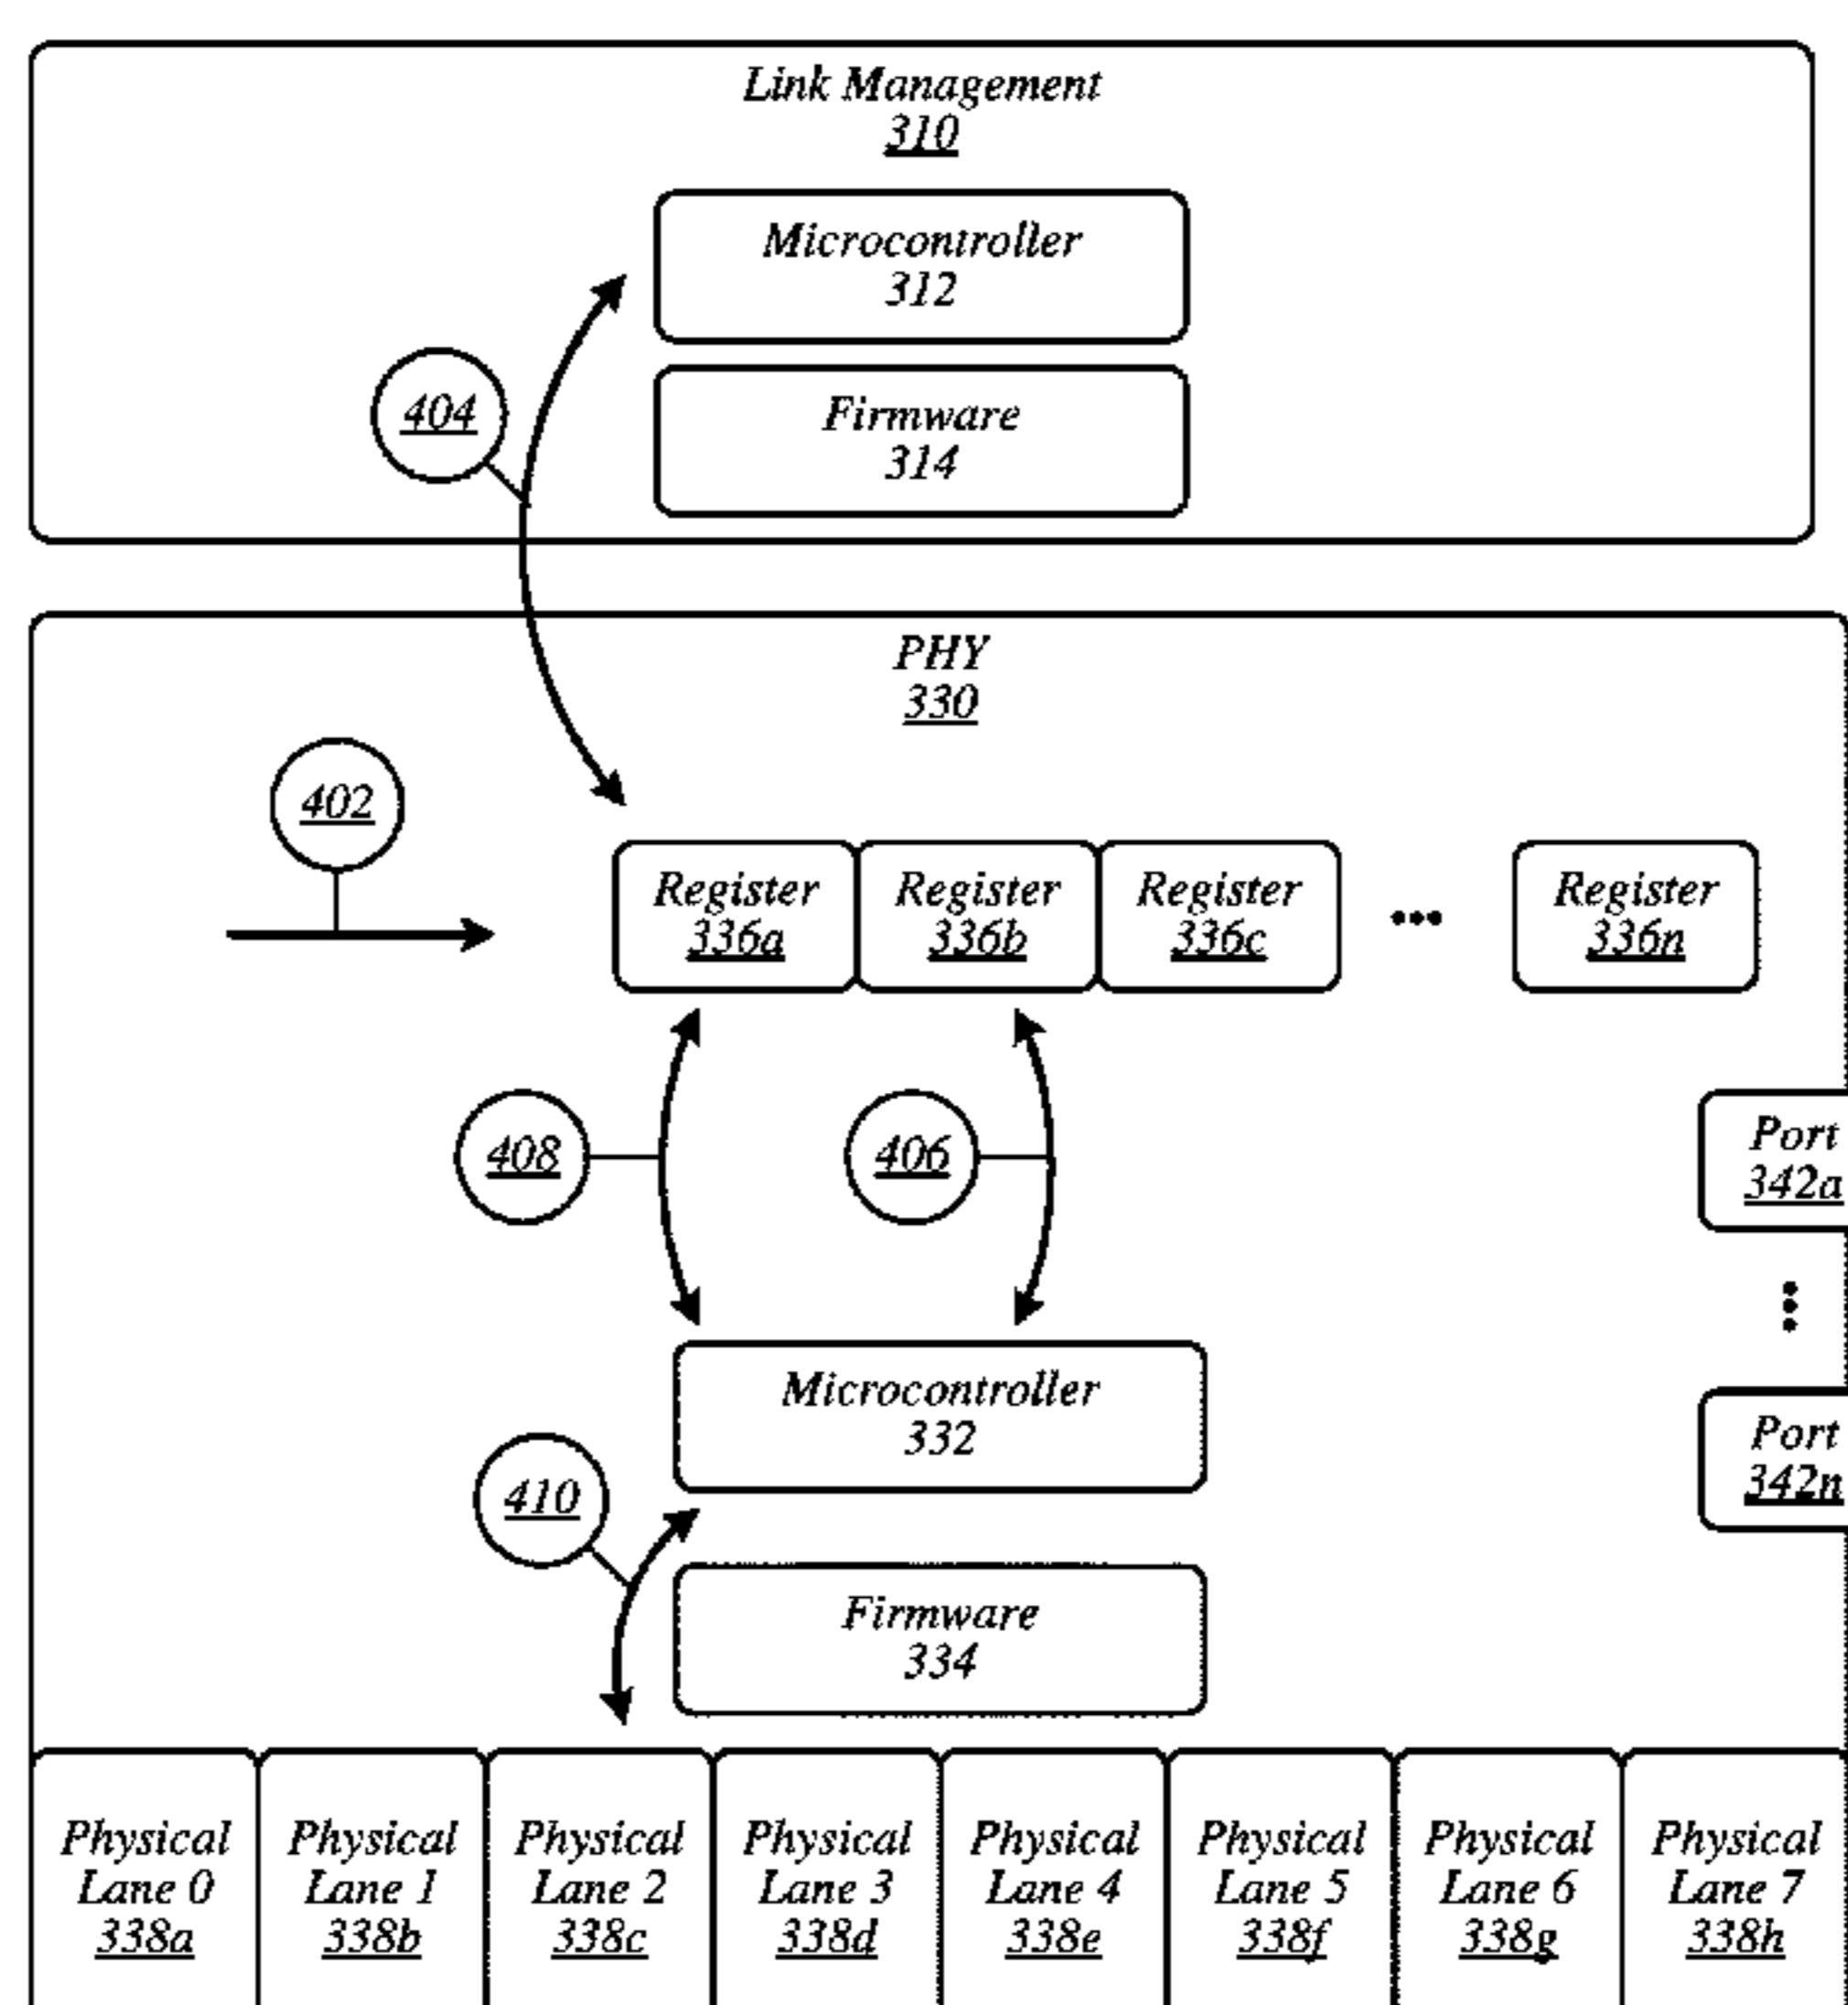 Link Management
310
Microcontroller
312
404
Firmware
314
PHY
330
402
Register
336a
Register
336b
Register
336c
Register
336n
408
406
Port
342a
Microcontroller
332
Port
342n
410
Firmware
334
Physical
Lane 0
338a
Physical
Lane 1
338b
Physical
Lane 2
338c
Physical
Lane 3
338d
Physical
Lane 4
338e
Physical
Lane 5
338f
Physical
Lane 6
338g
Physical
Lane 7
338h